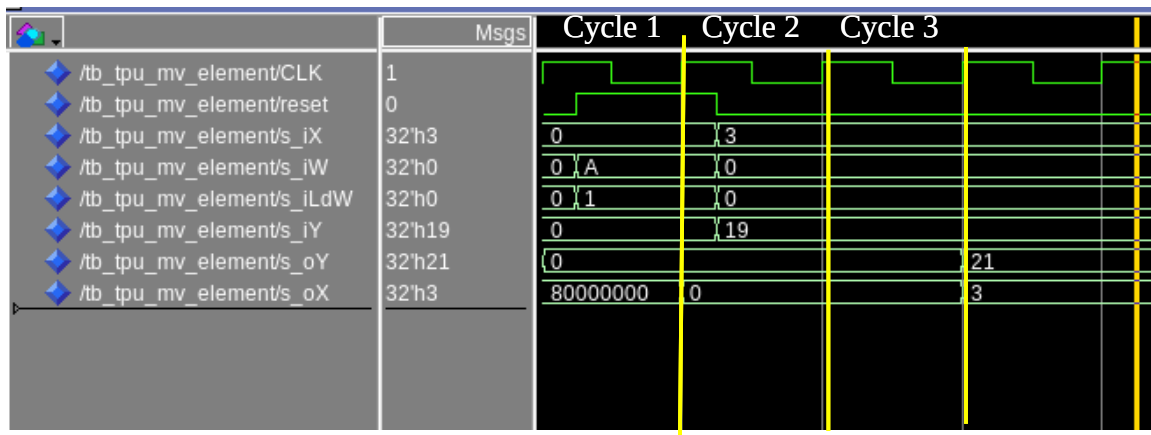 Msgs Cycle 1 Cycle 2 Cycle 3
/tb_tpu_mv_element/CLK 1
/tb_tpu_mv_element/reset 0
/tb_tpu_mv_element/s_iX 32'h3 0 3
/tb_tpu_mv_element/s_iW 32'h0 0 A 0
/tb_tpu_mv_element/s_iLdW 32'h0 0 1 0
/tb_tpu_mv_element/s_iY 32'h19 0 19
/tb_tpu_mv_element/s_oY 32'h21 0 21
/tb_tpu_mv_element/s_oX 32'h3 80000000 0 3